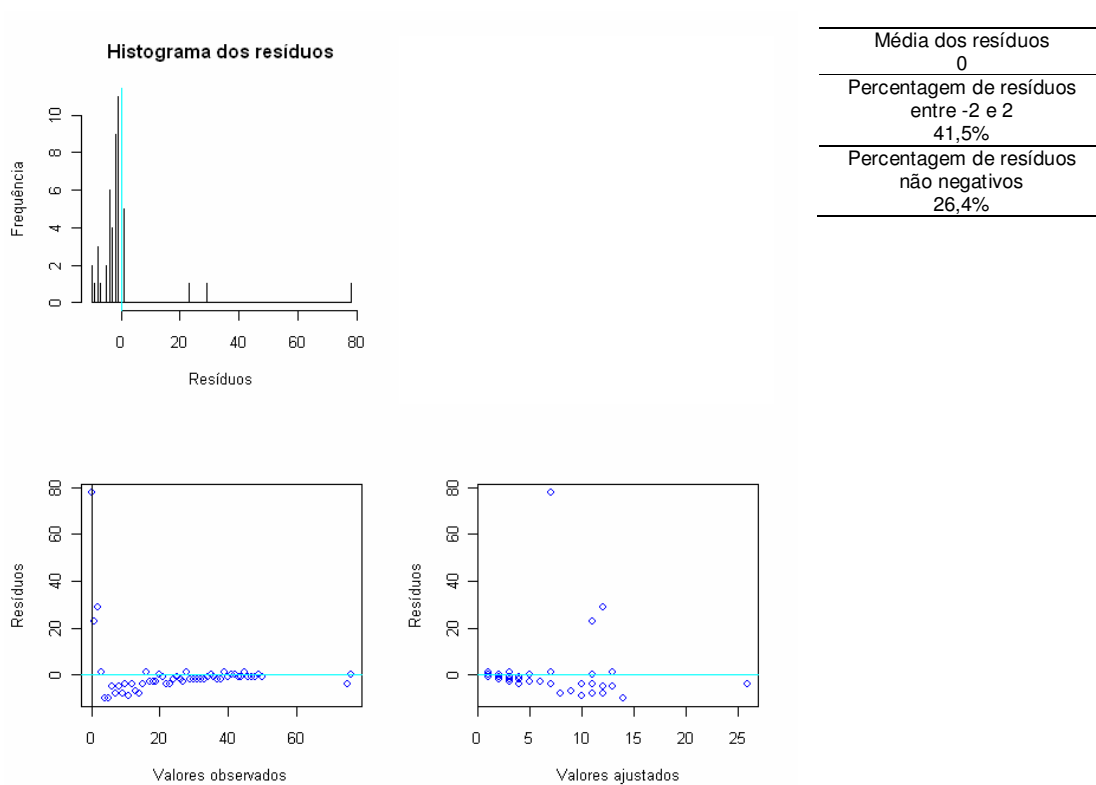 Histograma dos resíduos
Frequência
0
2
4
6
8
10
0
20
40
60
80
Resíduos
Média dos resíduos
0
Percentagem de resíduos
entre -2 e 2
41,5%
Percentagem de resíduos
não negativos
26,4%
Resíduos
0
20
40
60
80
0
20
40
60
Valores observados
Resíduos
0
20
40
60
80
0
5
10
15
20
25
Valores ajustados